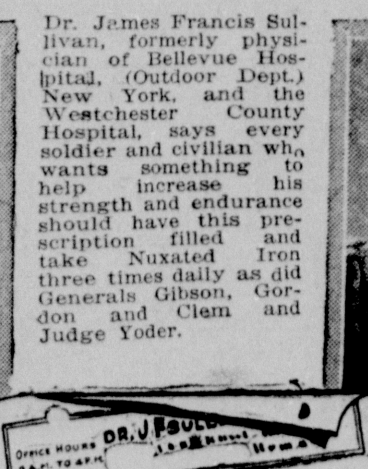 Dr. James Francis Sul-
livan, formerly physi-
cian of Bellevue Hos-
pital, (Outdoor Dept.)
New York, and the
Westchester County
Hospital, says every
soldier and civilian who
wants something to
help increase his
strength and endurance
should have this pre-
scription filled and
take Nuxated Iron
three times daily as did
Generals Gibson, Gor-
don and Clem and
Judge Yoder.
DR. J. F. SULL
OFFICE HOURS
TO 4 P.M.